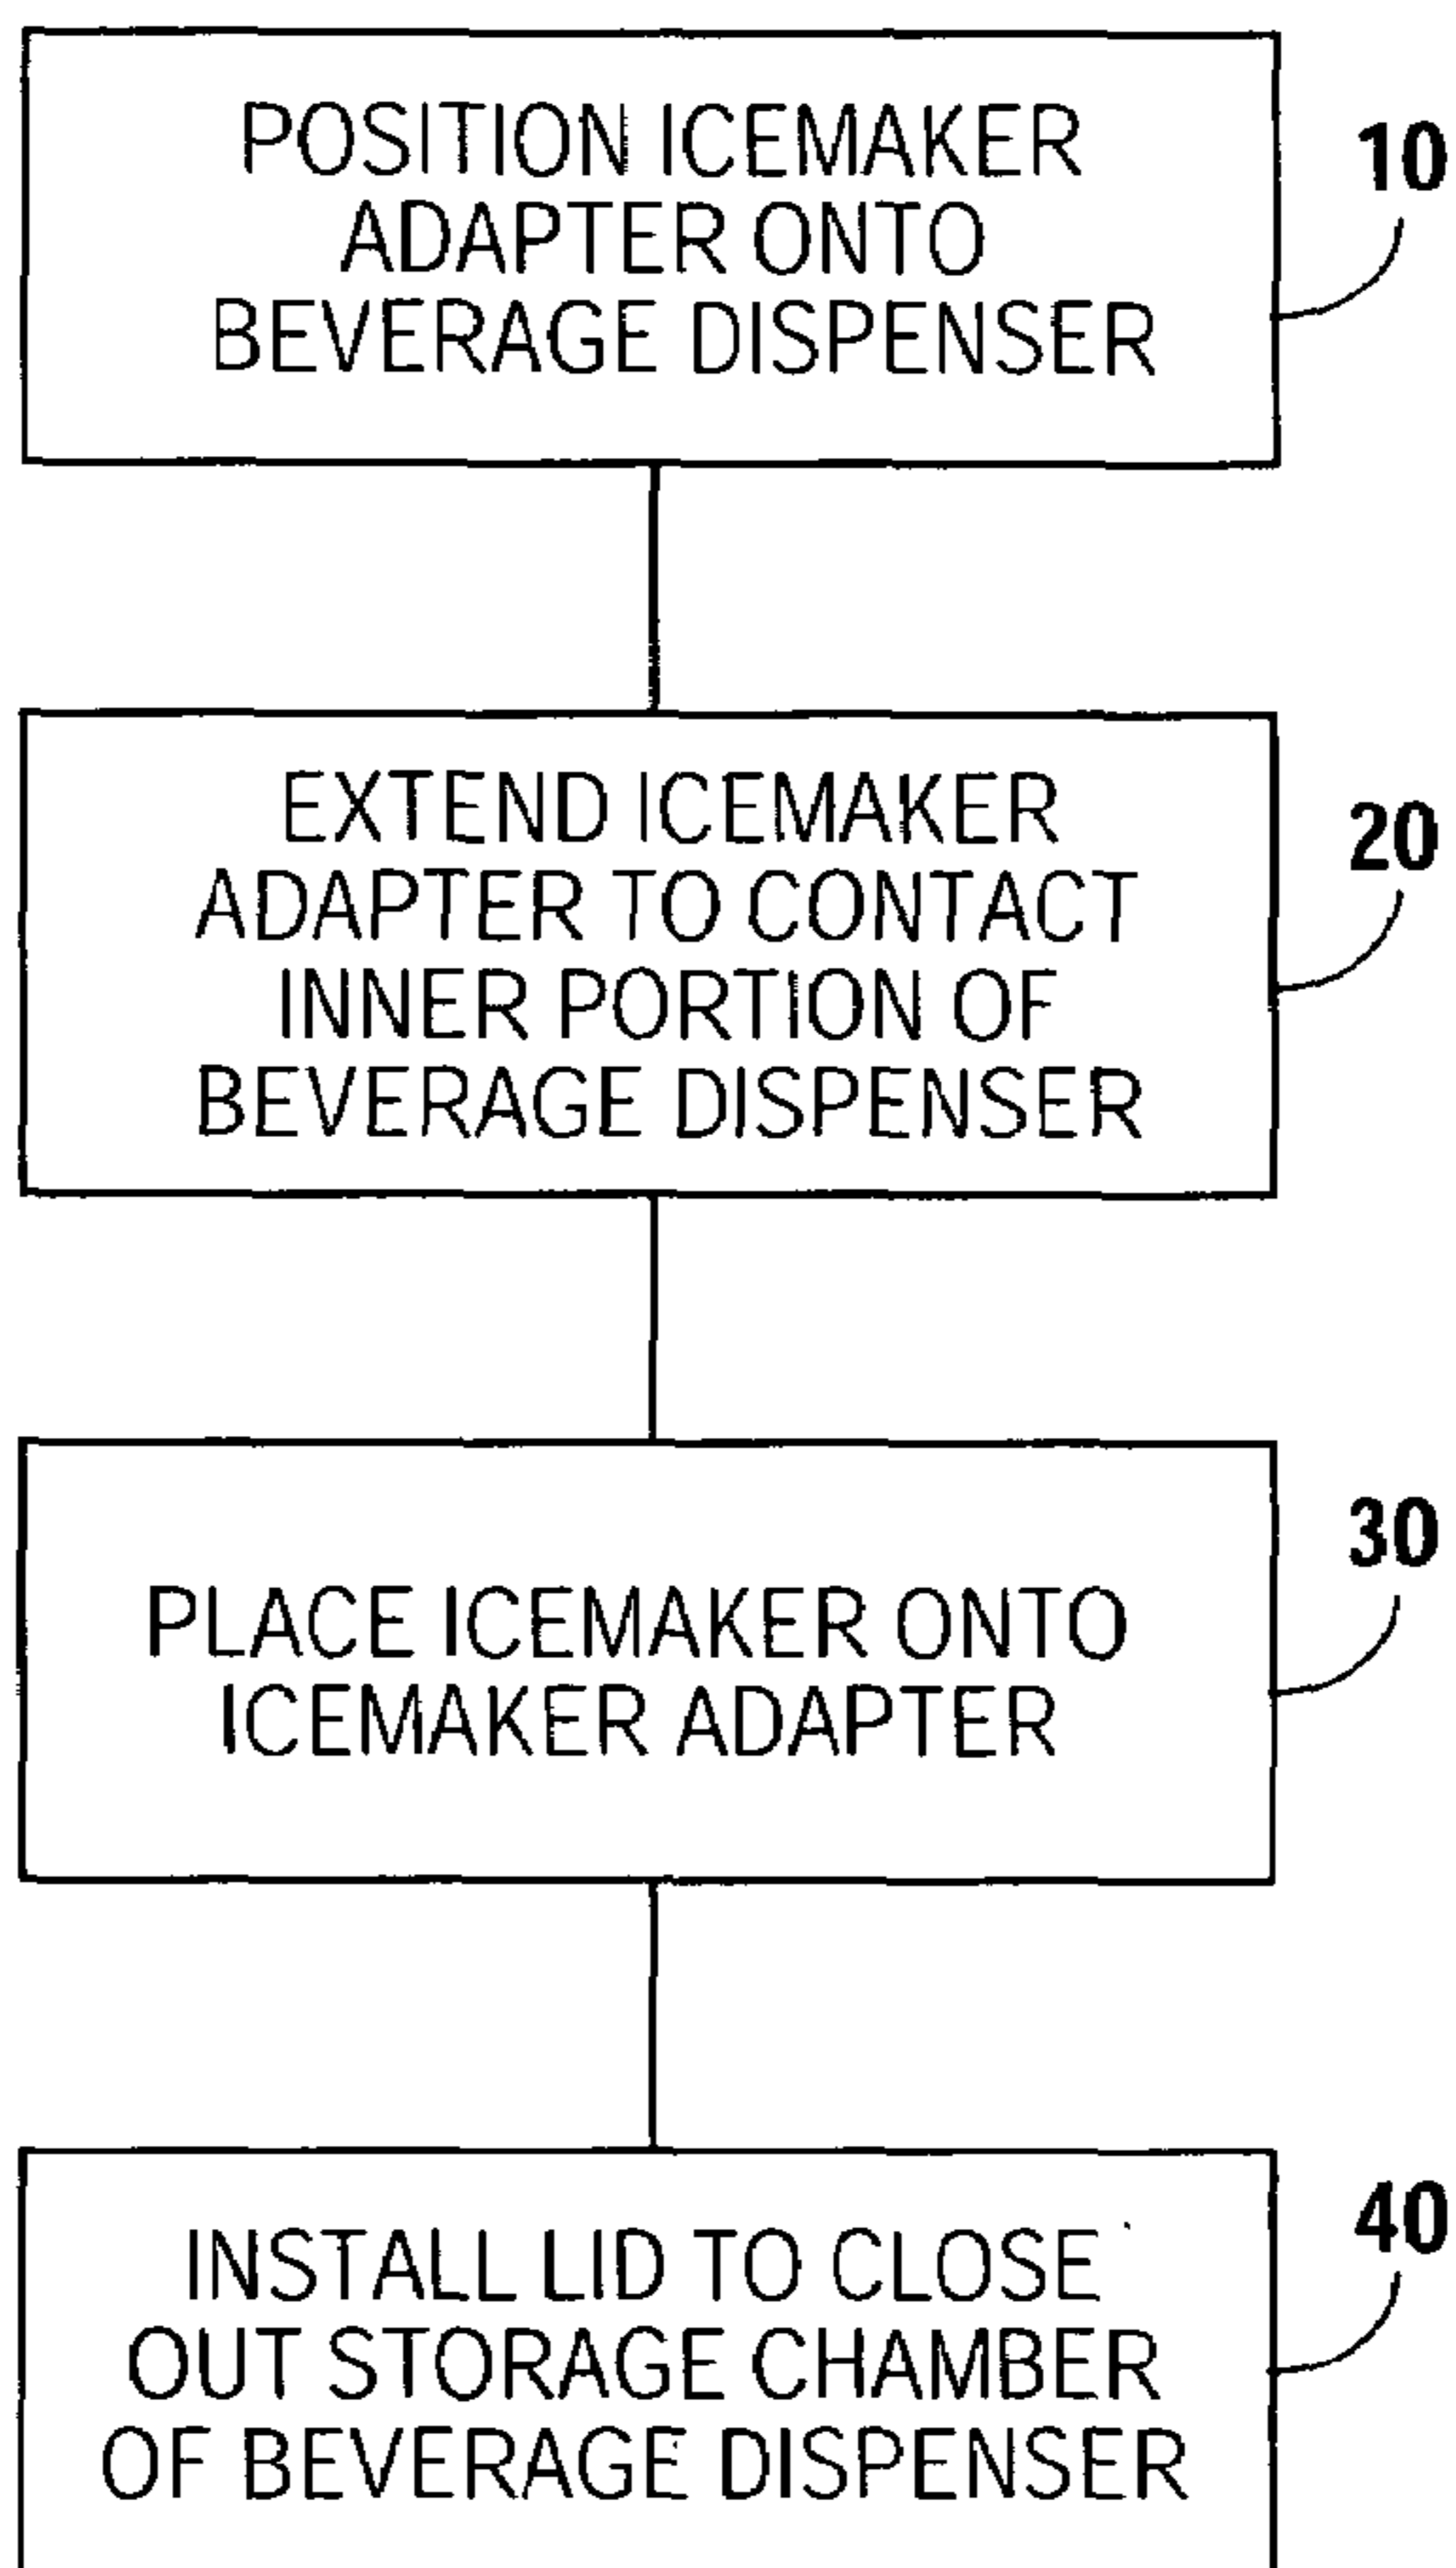 POSITION ICEMAKER
ADAPTER ONTO
BEVERAGE DISPENSER
10
EXTEND ICEMAKER
ADAPTER TO CONTACT
INNER PORTION OF
BEVERAGE DISPENSER
20
PLACE ICEMAKER ONTO
ICEMAKER ADAPTER
30
INSTALL LID TO CLOSE
OUT STORAGE CHAMBER
OF BEVERAGE DISPENSER
40